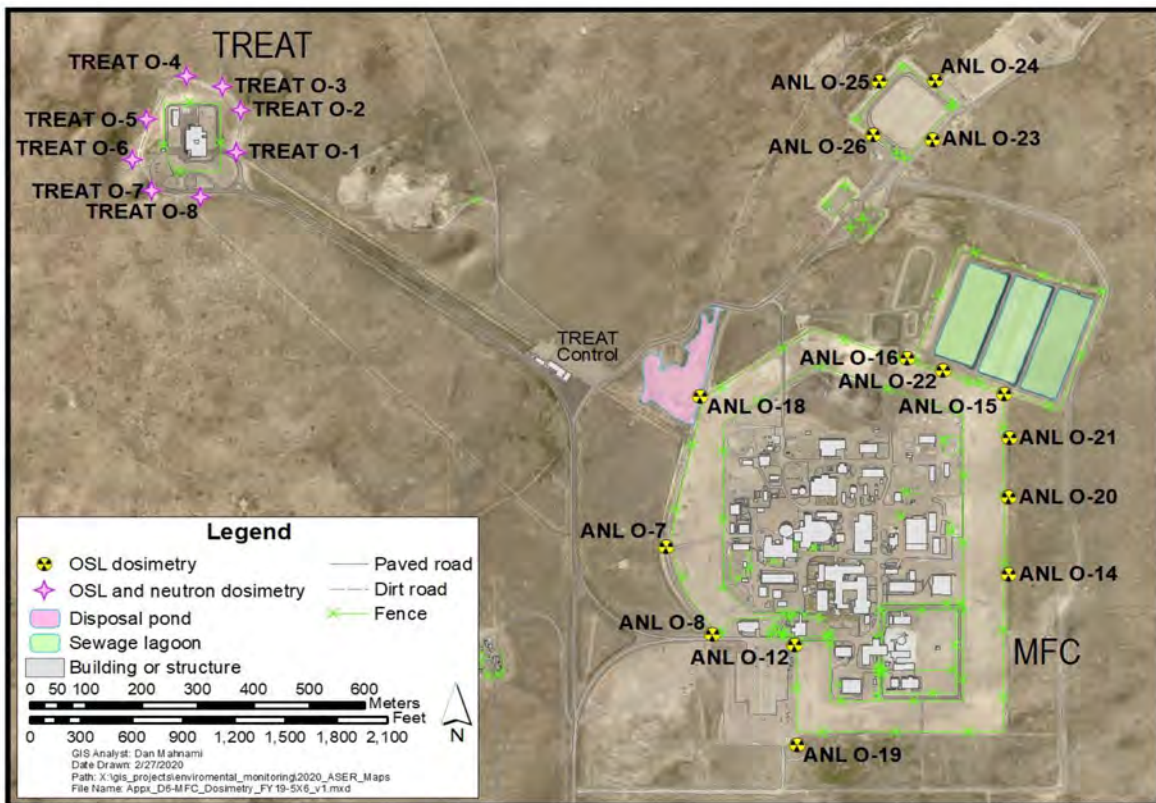 TREAT
TREAT O-4
TREAT O-3
TREAT O-2
TREAT O-5
TREAT O-6
TREAT O-1
TREAT O-7
TREAT O-8
ANL O-25
ANL O-24
ANL O-26
ANL O-23
TREAT
Control
ANL O-16
ANL O-22
ANL O-18
ANL O-15
ANL O-21
ANL O-20
ANL O-7
ANL O-14
ANL O-8
ANL O-12
MFC
ANL O-19
Legend
OSL dosimetry
OSL and neutron dosimetry
Disposal pond
Sewage lagoon
Building or structure
Paved road
Dirt road
Fence
0 50 100 200 300 400 500 600
Meters
Feet
0 300 600 900 1,200 1,500 1,800 2,100
N
GIS Analyst: Dan Mahnami
Date Drawn: 2/27/2020
Path: X:\gis_projects\enviromental_monitoring\2020_ASER_Maps
File Name: Appx_D6-MFC_Dosimetry_FY19-5X6_v1.mxd